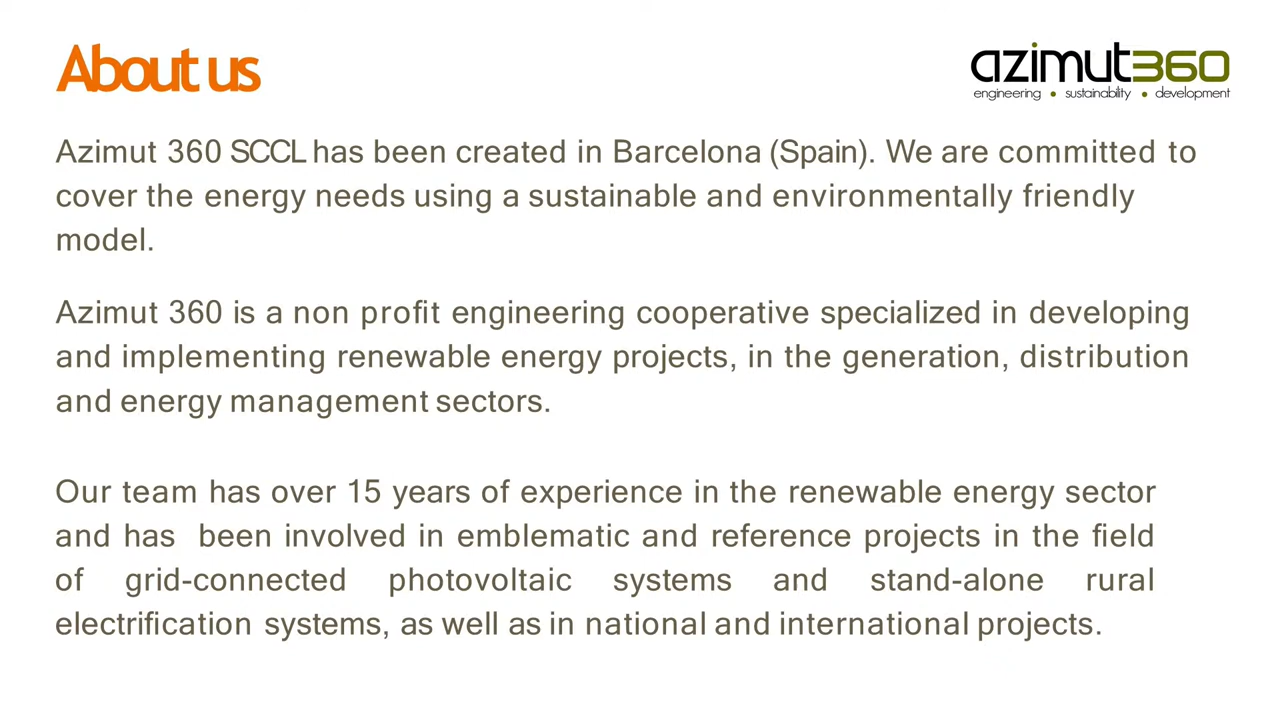 About us
azimut360
engineering • sustainability • development
Azimut 360 SCCL has been created in Barcelona (Spain). We are committed to
cover the energy needs using a sustainable and environmentally friendly
model.
Azimut 360 is a non profit engineering cooperative specialized in developing
and implementing renewable energy projects, in the generation, distribution
and energy management sectors.
Our team has over 15 years of experience in the renewable energy sector
and has been involved in emblematic and reference projects in the field
of grid-connected photovoltaic systems and stand-alone rural
electrification systems, as well as in national and international projects.